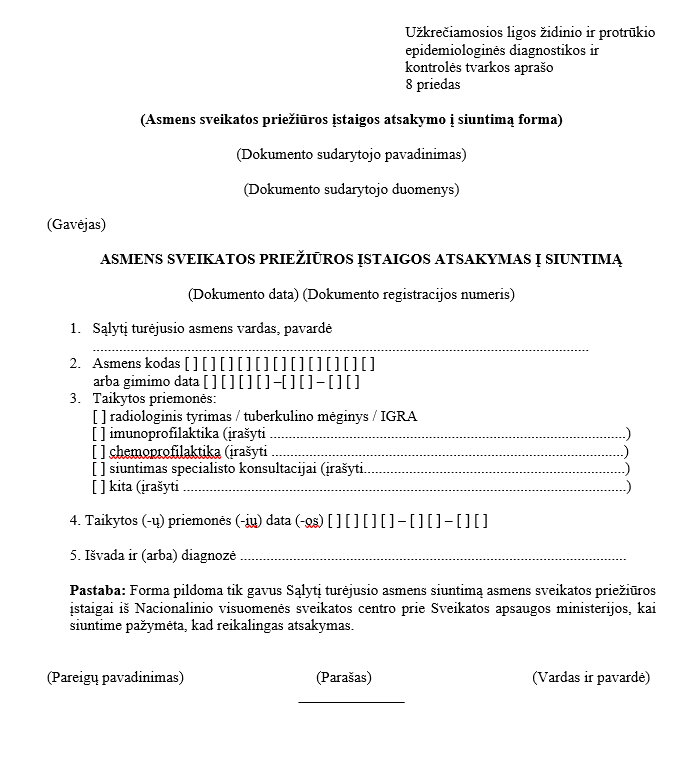 Užkrečiamosios ligos židinio ir protrūkio
epidemiologinės diagnostikos ir
kontrolės tvarkos aprašo
8 priedas
(Asmens sveikatos priežiūros įstaigos atsakymo į siuntimą forma)
(Dokumento sudarytojo pavadinimas)
(Dokumento sudarytojo duomenys)
(Gavėjas)
ASMENS SVEIKATOS PRIEŽIŪROS ĮSTAIGOS ATSAKYMAS Į SIUNTIMĄ
(Dokumento data) (Dokumento registracijos numeris)
1. Sąlytį turėjusio asmens vardas, pavardė
....................................................................................................................................
2. Asmens kodas [ ] [ ] [ ] [ ] [ ] [ ] [ ] [ ] [ ] [ ] [ ]
arba gimimo data [ ] [ ] [ ] [ ] –[ ] [ ] – [ ] [ ]
3. Taikytos priemonės:
[ ] radiologinis tyrimas / tuberkulino mėginys / IGRA
[ ] imunoprofilaktika (įrašyti ...............................................................................................)
[ ] chemoprofilaktika (įrašyti ..............................................................................................)
[ ] siuntimas specialisto konsultacijai (įrašyti......................................................................)
[ ] kita (įrašyti .......................................................................................................................)
4. Taikytos (-ų) priemonės (-ių) data (-os) [ ] [ ] [ ] [ ] – [ ] [ ] – [ ] [ ]
5. Išvada ir (arba) diagnozė .......................................................................................................
Pastaba: Forma pildoma tik gavus Sąlytį turėjusio asmens siuntimą asmens sveikatos priežiūros
įstaigai iš Nacionalinio visuomenės sveikatos centro prie Sveikatos apsaugos ministerijos, kai
siuntime pažymėta, kad reikalingas atsakymas.
(Pareigų pavadinimas) (Parašas) (Vardas ir pavardė)